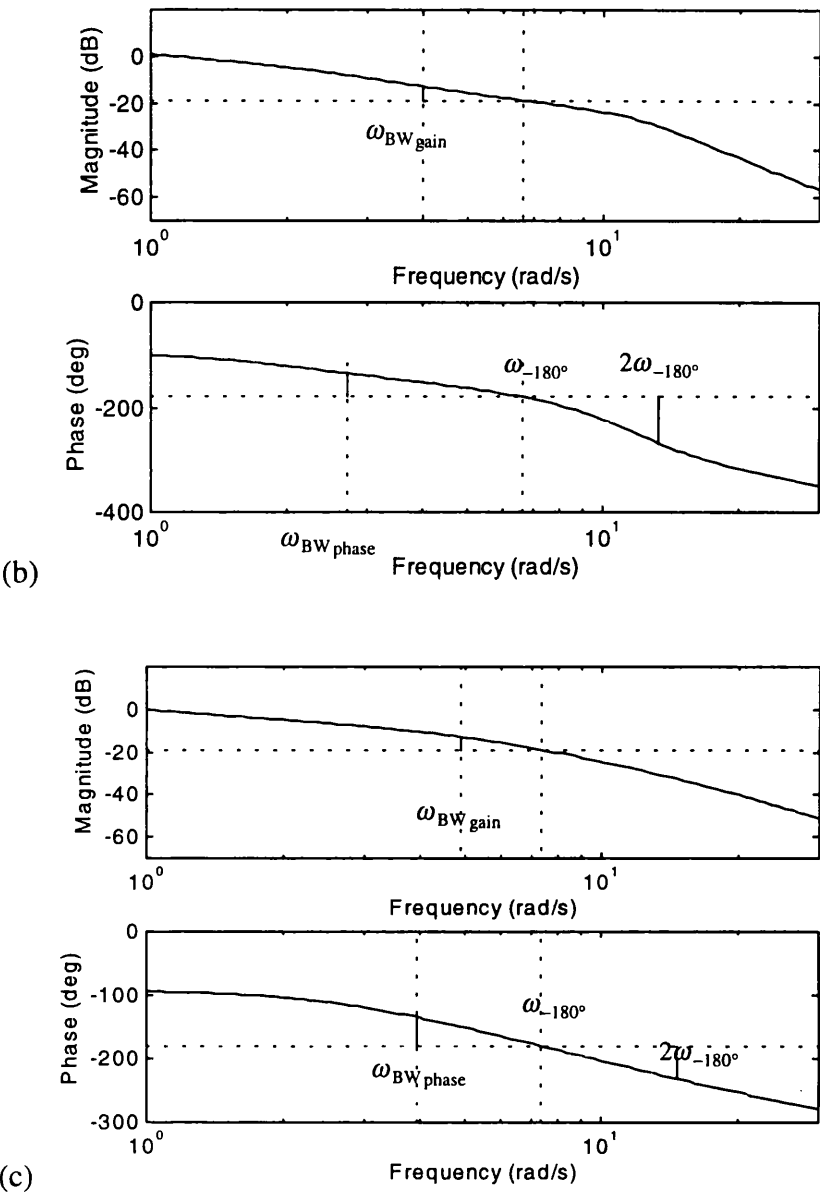 0
-20
-40
-60
Magnitude (dB)
ω_BW_gain
10^0
10^1
Frequency (rad/s)
0
-200
-400
Phase (deg)
ω_−180°
2ω_−180°
10^0
10^1
ω_BW_phase
Frequency (rad/s)
(b)
0
-20
-40
-60
Magnitude (dB)
ω_BW_gain
10^0
10^1
Frequency (rad/s)
0
-100
-200
-300
Phase (deg)
ω_−180°
2ω_−180°
ω_BW_phase
10^0
10^1
Frequency (rad/s)
(c)